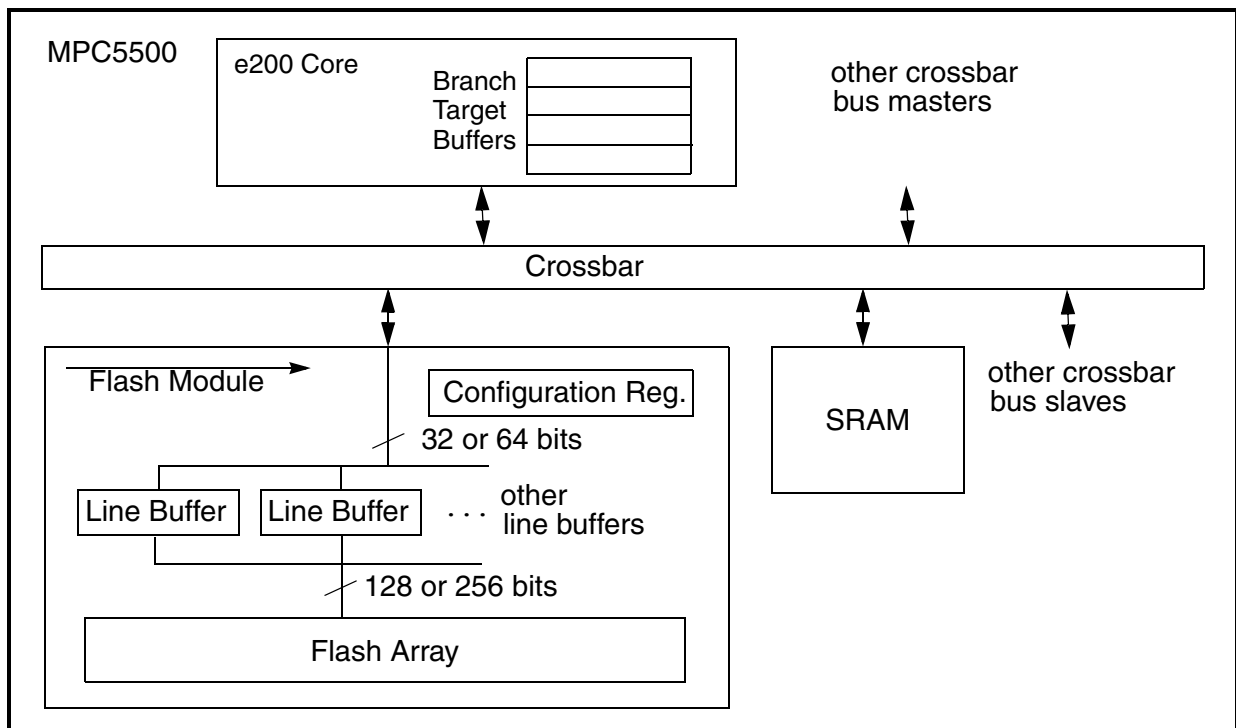 MPC5500
e200 Core
Branch
Target
Buffers
other crossbar
bus masters
Crossbar
Flash Module
Configuration Reg.
32 or 64 bits
Line Buffer
Line Buffer
. . .
other
line buffers
128 or 256 bits
Flash Array
SRAM
other crossbar
bus slaves